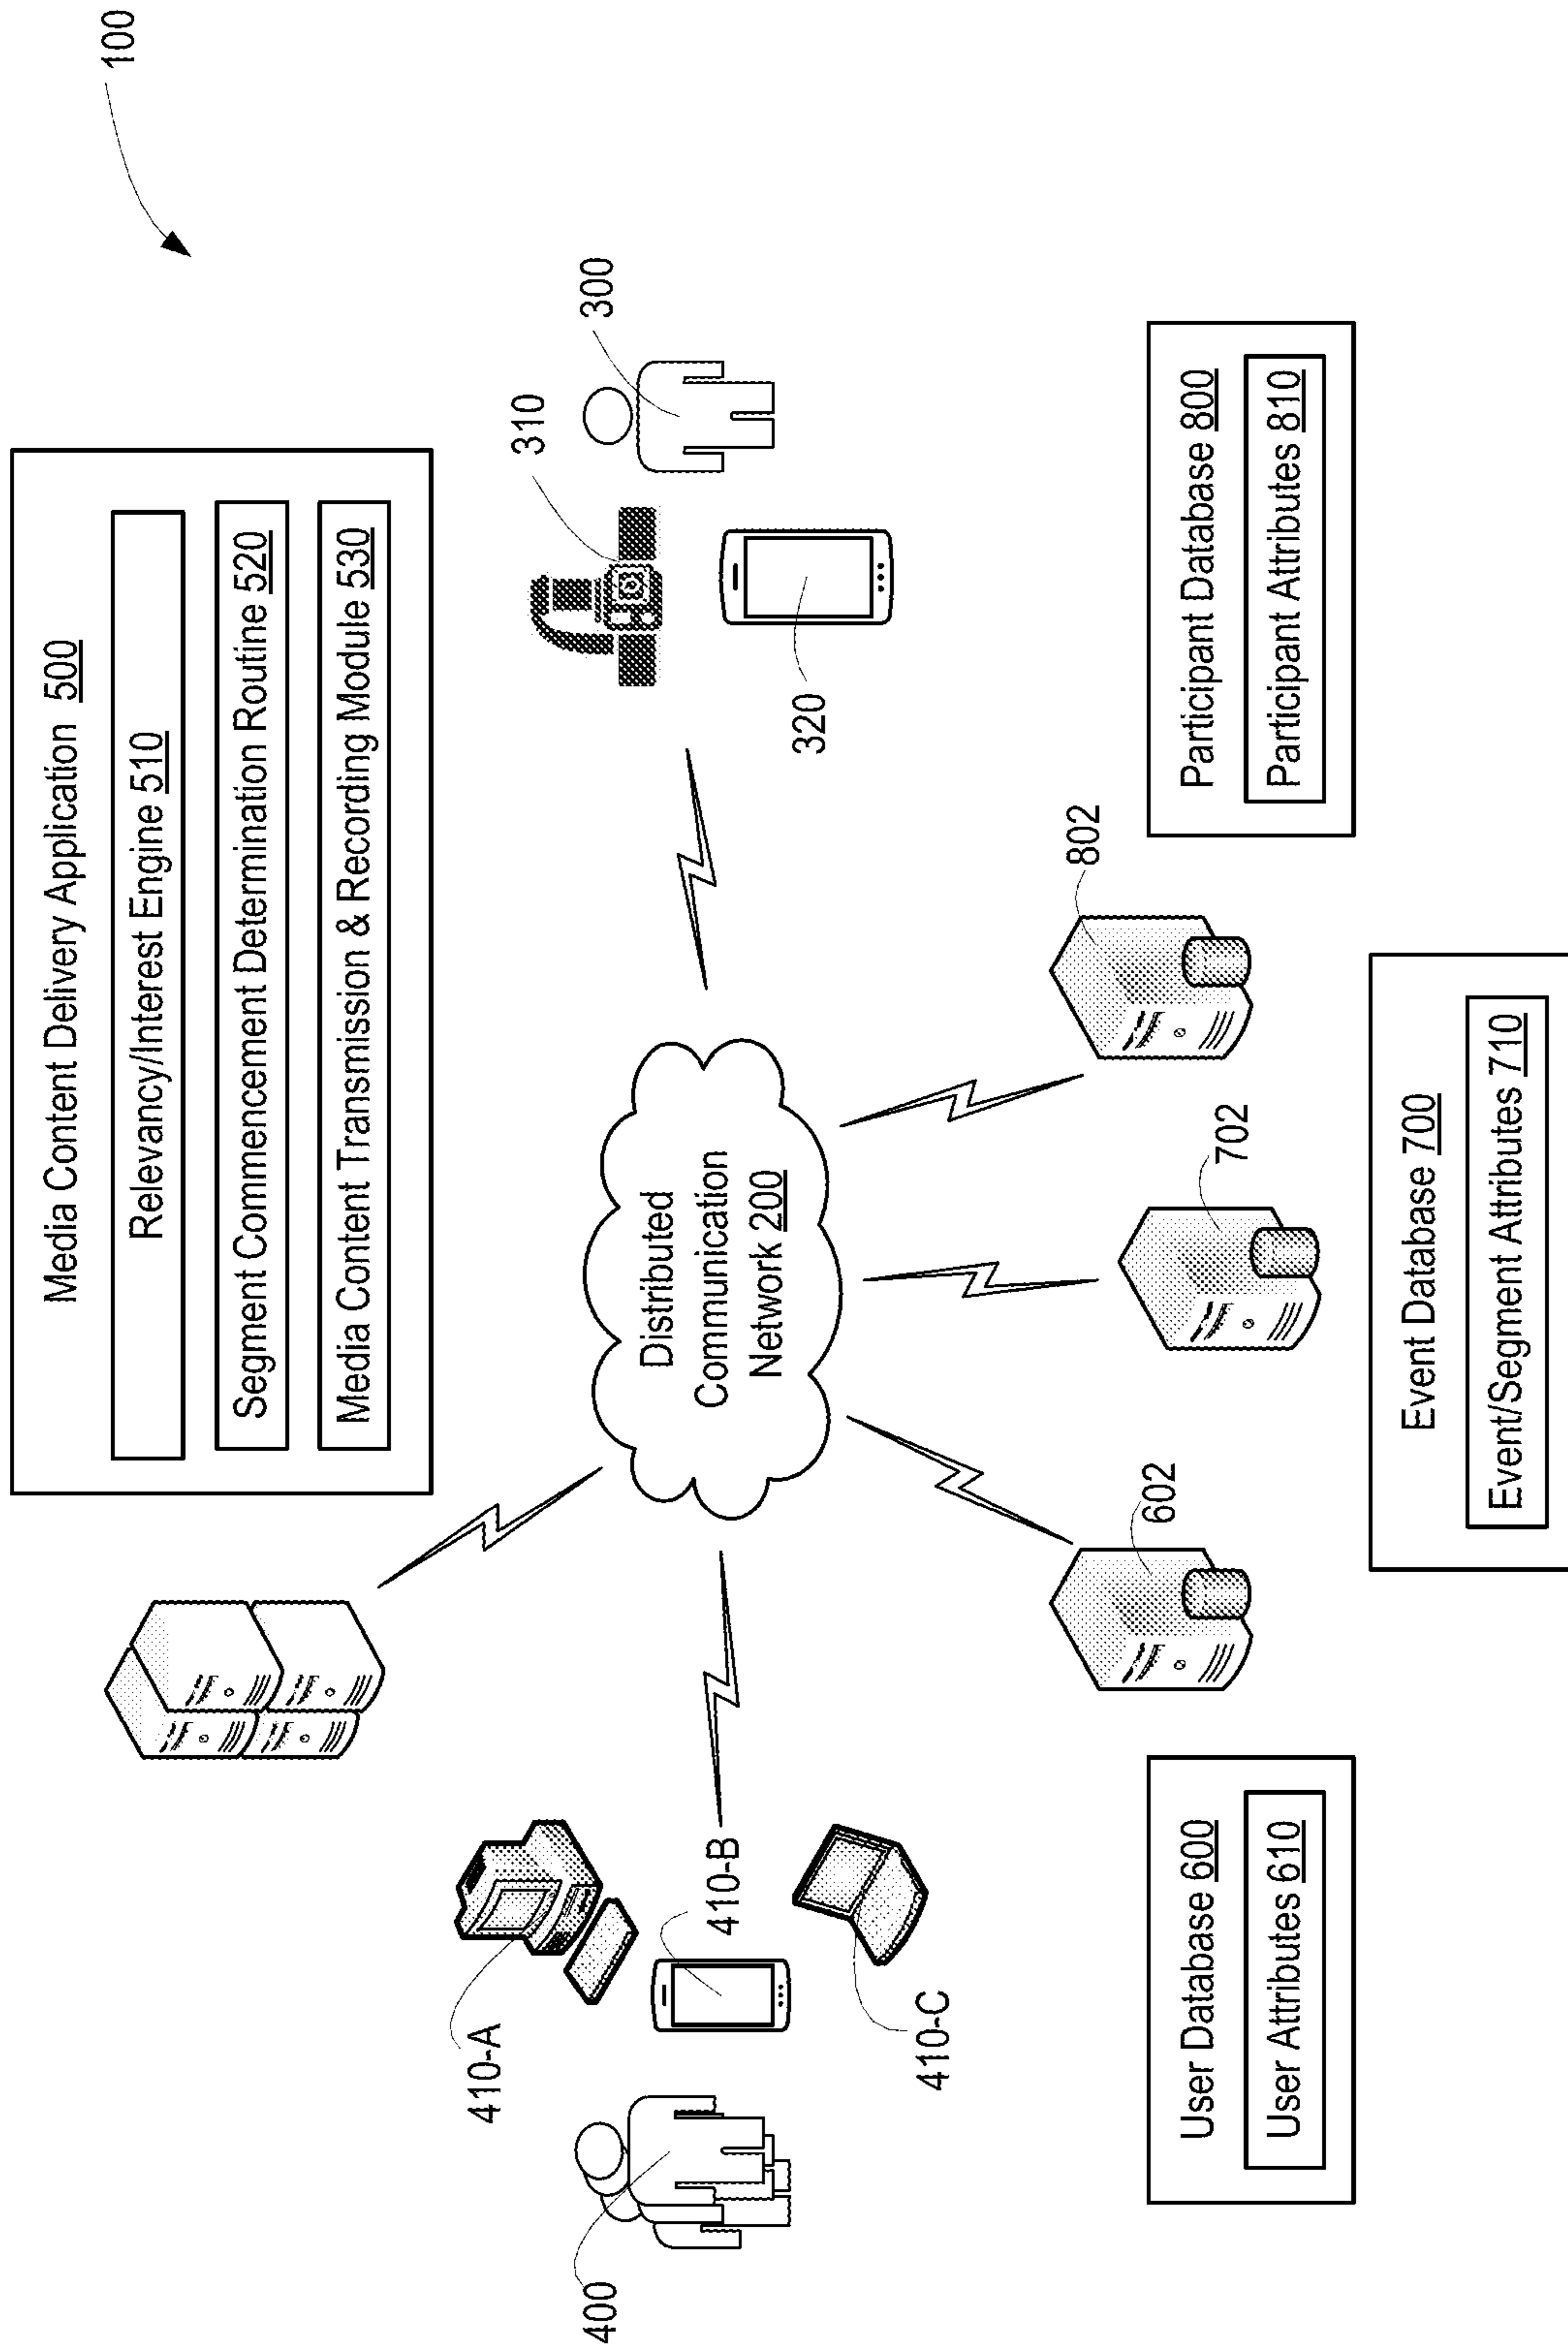 100
Media Content Delivery Application 500
Relevancy/Interest Engine 510
Segment Commencement Determination Routine 520
Media Content Transmission & Recording Module 530
400
410-A
410-B
410-C
Distributed
Communication
Network 200
310
300
320
602
702
802
User Database 600
User Attributes 610
Event Database 700
Event/Segment Attributes 710
Participant Database 800
Participant Attributes 810